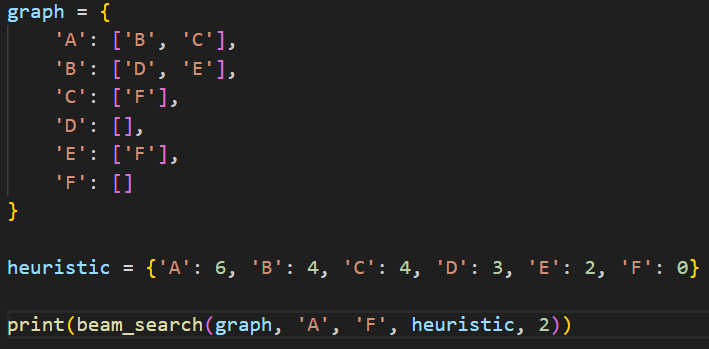 graph = {
    'A': ['B', 'C'],
    'B': ['D', 'E'],
    'C': ['F'],
    'D': [],
    'E': ['F'],
    'F': []
}
heuristic = {'A': 6, 'B': 4, 'C': 4, 'D': 3, 'E': 2, 'F': 0}
print(beam_search(graph, 'A', 'F', heuristic, 2))